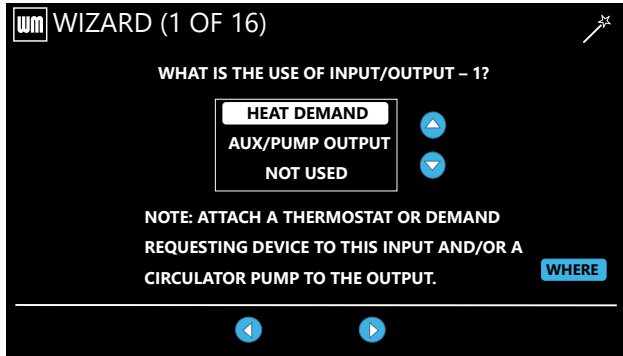 wm WIZARD (1 OF 16)
WHAT IS THE USE OF INPUT/OUTPUT – 1?
HEAT DEMAND
AUX/PUMP OUTPUT
NOT USED
NOTE: ATTACH A THERMOSTAT OR DEMAND
REQUESTING DEVICE TO THIS INPUT AND/OR A
CIRCULATOR PUMP TO THE OUTPUT.
WHERE